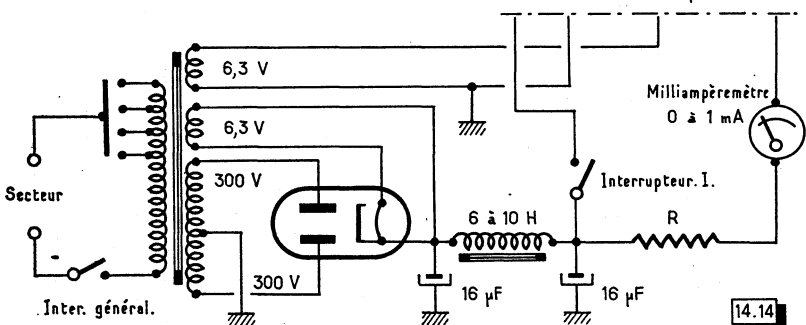 6,3 V
Milliampèremètre
0 à 1 mA
6,3 V
Secteur
300 V
Interrupteur. I.
6 à 10 H
R
300 V
16 µF
16 µF
Inter. général.
14.14